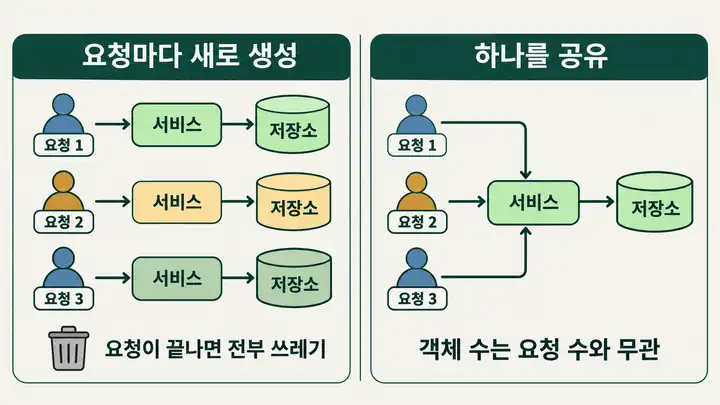 요청마다 새로 생성
요청 1
서비스
저장소
요청 2
서비스
저장소
요청 3
서비스
저장소
요청이 끝나면 전부 쓰레기
하나를 공유
요청 1
요청 2
서비스
저장소
요청 3
객체 수는 요청 수와 무관